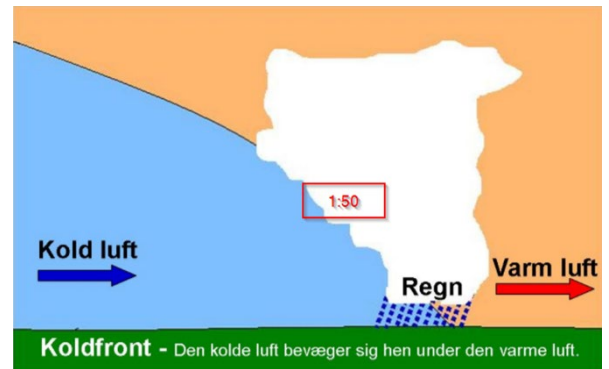 1:50
Kold luft
Regn
Varm luft
Koldfront - Den kolde luft bevæger sig hen under den varme luft.